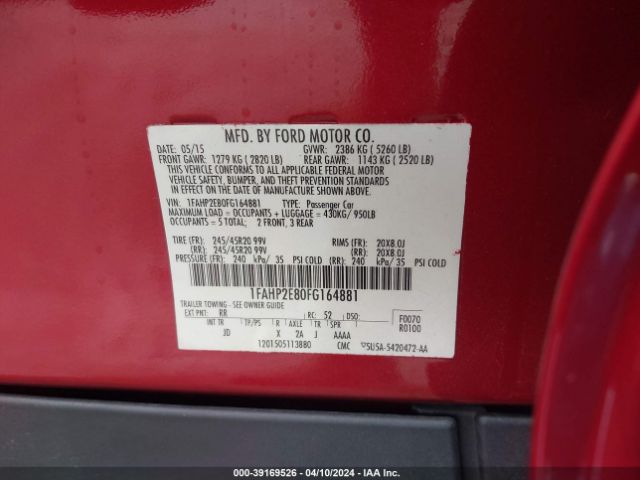 MFD. BY FORD MOTOR CO.
DATE: 05/15 GVWR: 2386 KG ( 5260 LB)
FRONT GAWR: 1279 KG ( 2820 LB) REAR GAWR: 1143 KG ( 2520 LB)
THIS VEHICLE CONFORMS TO ALL APPLICABLE FEDERAL MOTOR
VEHICLE SAFETY, BUMPER, AND THEFT PREVENTION STANDARDS
IN EFFECT ON THE DATE OF MANUFACTURE SHOWN ABOVE.
VIN: 1FAHP2E80FG164881 TYPE: Passenger Car
MAXIMUM LOAD = OCCUPANTS + LUGGAGE = 430KG/ 950LB
OCCUPANTS = 5 TOTAL; 2 FRONT, 3 REAR
TIRE (FR): 245/45R20 99V RIMS (FR): 20X8.0J
(RR): 245/45R20 99V (RR): 20X8.0J
PRESSURE (FR): 240 kPa/ 35 PSI COLD (RR): 240 kPa/ 35 PSI COLD
1FAHP2E80FG164881
TRAILER TOWING - SEE OWNER GUIDE
EXT PNT: RR RC: 52 DSO: F0070
INT TR TP/PS R AXLE TR SPR R0100
JD X 2A J AAAA
1201505113880 CMC ▽5USA-5420472-AA
000-39169526 - 04/10/2024 - IAA Inc.